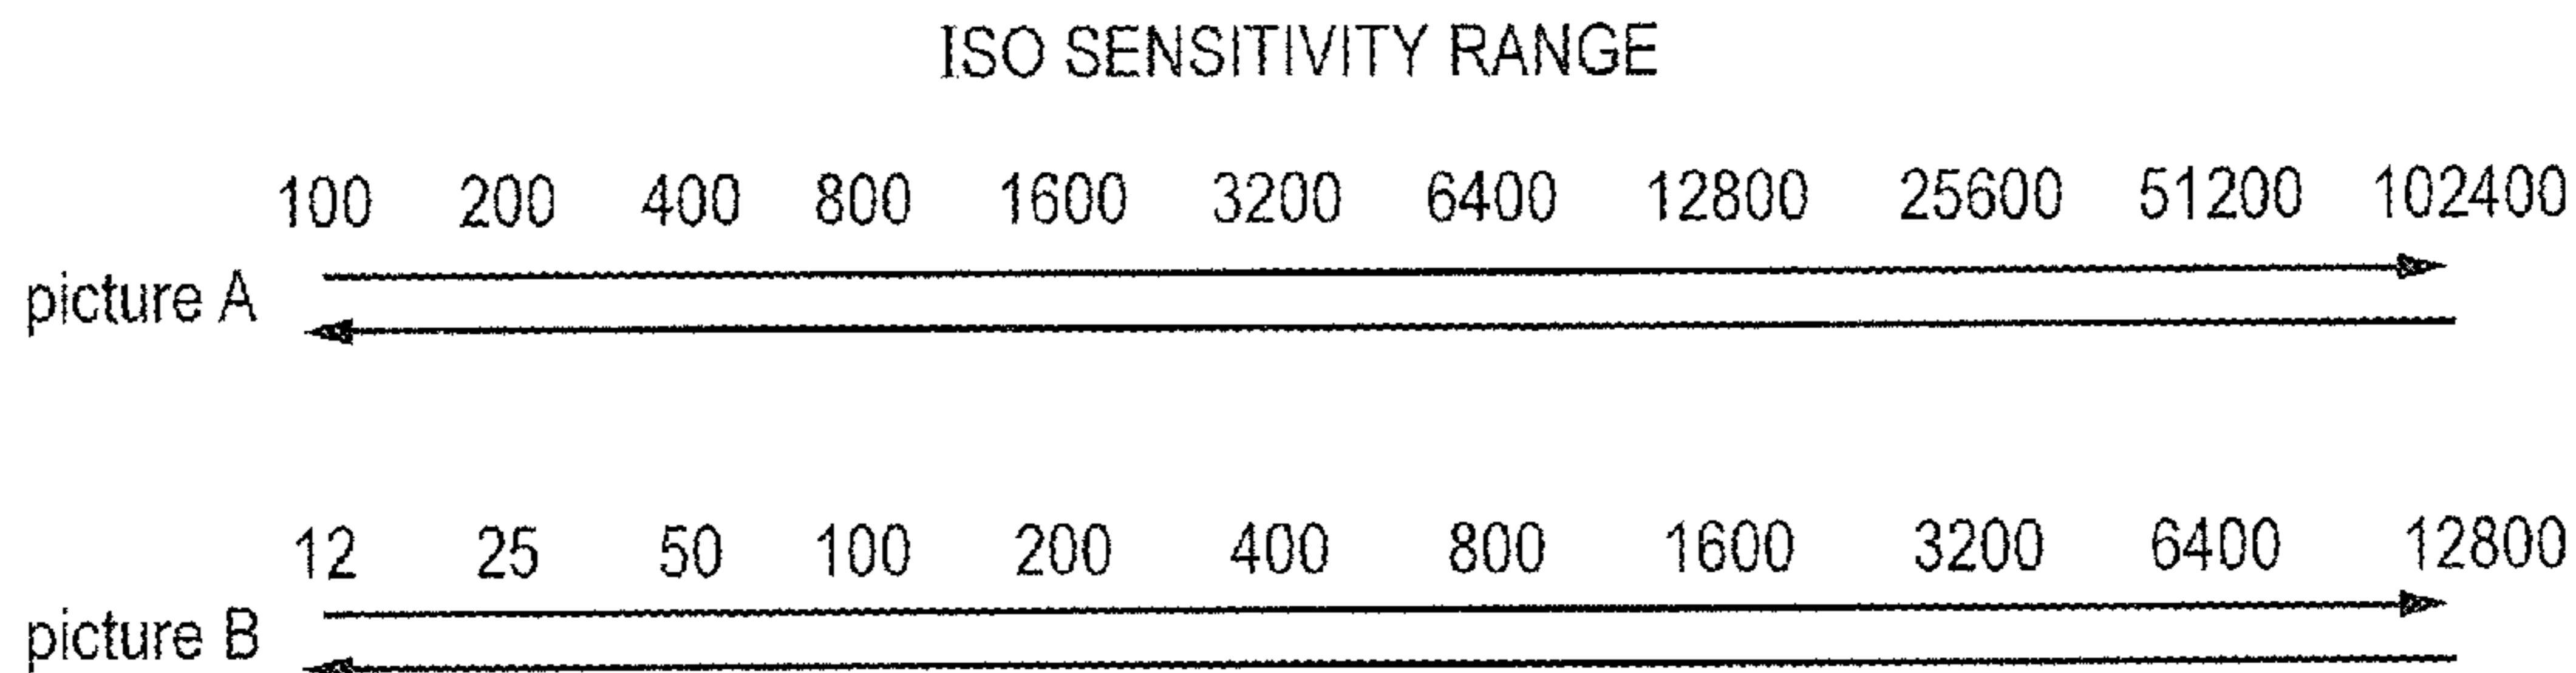 ISO SENSITIVITY RANGE
100 200 400 800 1600 3200 6400 12800 25600 51200 102400
picture A
12 25 50 100 200 400 800 1600 3200 6400 12800
picture B